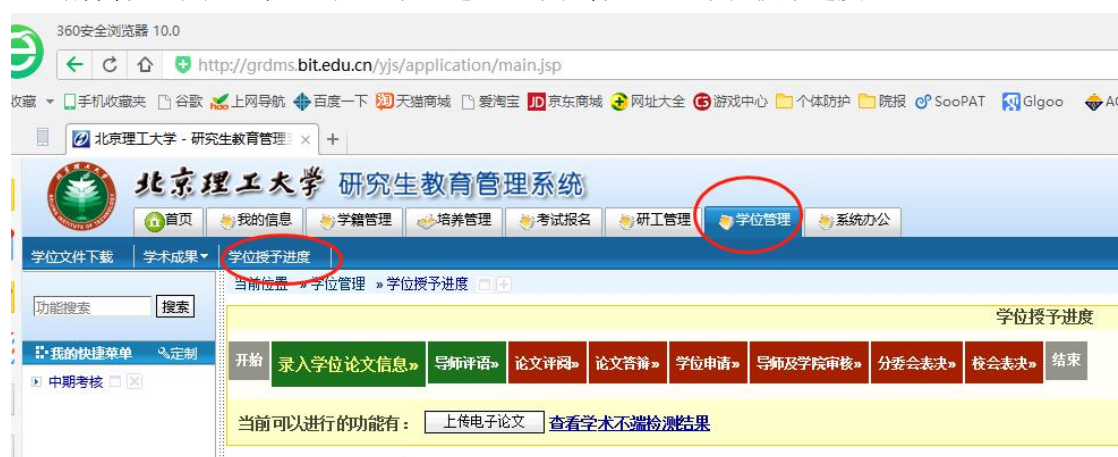 360安全浏览器 10.0
http://grdms.bit.edu.cn/yjs/application/main.jsp
收藏 手机收藏夹 谷歌 上网导航 百度一下 天猫商城 爱淘宝 JD 京东商城 网址大全 游戏中心 个体防护 院报 SooPAT Glgoo
北京理工大学 - 研究生教育管理
北京理工大学 研究生教育管理系统
首页 我的信息 学籍管理 培养管理 考试报名 研工管理 学位管理 系统办公
学位文件下载 学术成果 学位授予进度
当前位置 » 学位管理 » 学位授予进度
功能搜索 搜索
学位授予进度
我的快捷菜单 定制
开始 录入学位论文信息» 导师评语» 论文评阅» 论文答辩» 学位申请» 导师及学院审核» 分委会表决» 校会表决» 结束
中期考核
当前可以进行的功能有： 上传电子论文 查看学术不端检测结果